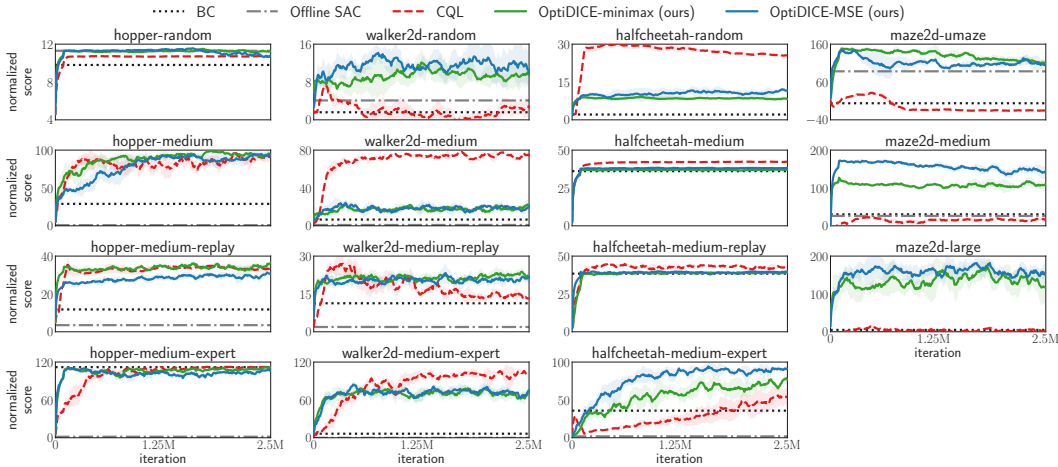 BC Offline SAC CQL OptiDICE-minimax (ours) OptiDICE-MSE (ours)
hopper-random walker2d-random halfcheetah-random maze2d-umaze
normalized
score
12
8
4
16
8
0
30
15
0
160
60
−40
hopper-medium walker2d-medium halfcheetah-medium maze2d-medium
normalized
score
100
50
0
80
40
0
50
25
0
200
100
0
hopper-medium-replay walker2d-medium-replay halfcheetah-medium-replay maze2d-large
normalized
score
40
20
0
30
15
0
50
25
0
200
100
0
0 1.25M 2.5M
iteration
hopper-medium-expert walker2d-medium-expert halfcheetah-medium-expert
normalized
score
120
60
0
120
60
0
100
50
0
0 1.25M 2.5M 0 1.25M 2.5M 0 1.25M 2.5M
iteration iteration iteration